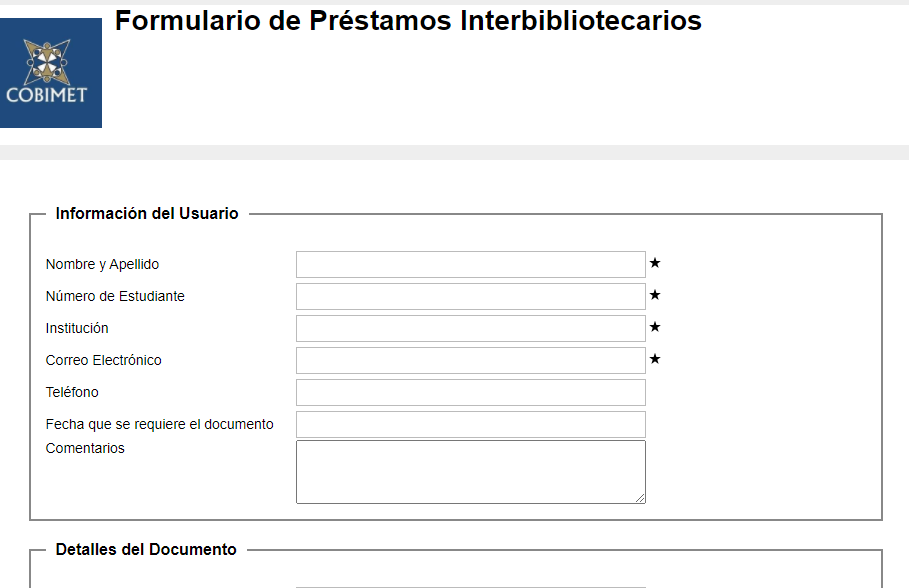 Formulario de Préstamos Interbibliotecarios
COBIMET
Información del Usuario
Nombre y Apellido ★
Número de Estudiante ★
Institución ★
Correo Electrónico ★
Teléfono
Fecha que se requiere el documento
Comentarios
Detalles del Documento